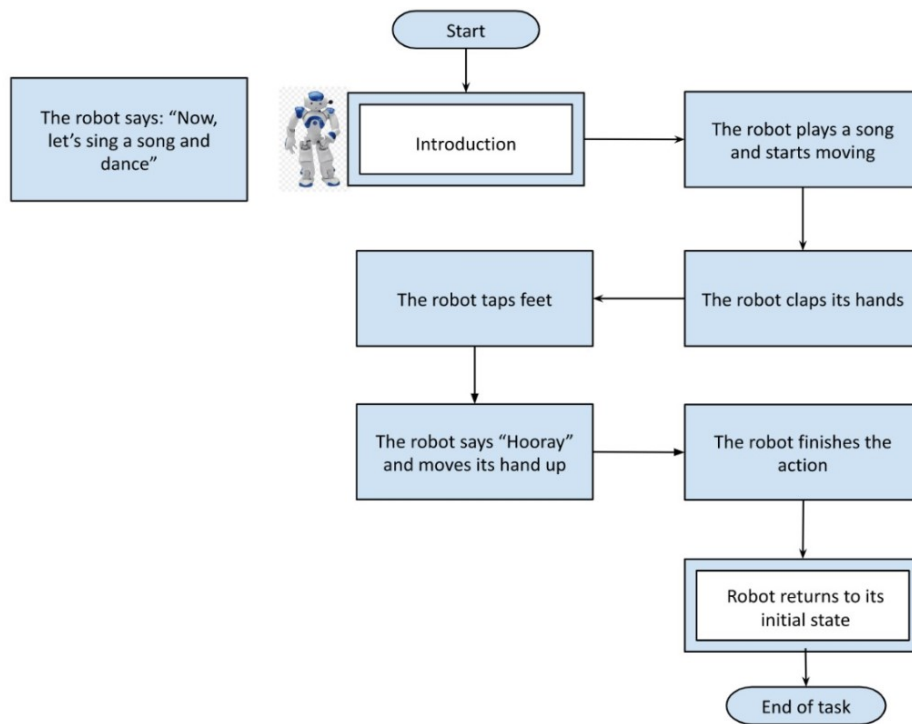 Start
The robot says: “Now,
let’s sing a song and
dance”
Introduction
The robot plays a song
and starts moving
The robot claps its hands
The robot taps feet
The robot says “Hooray”
and moves its hand up
The robot finishes the
action
Robot returns to its
initial state
End of task